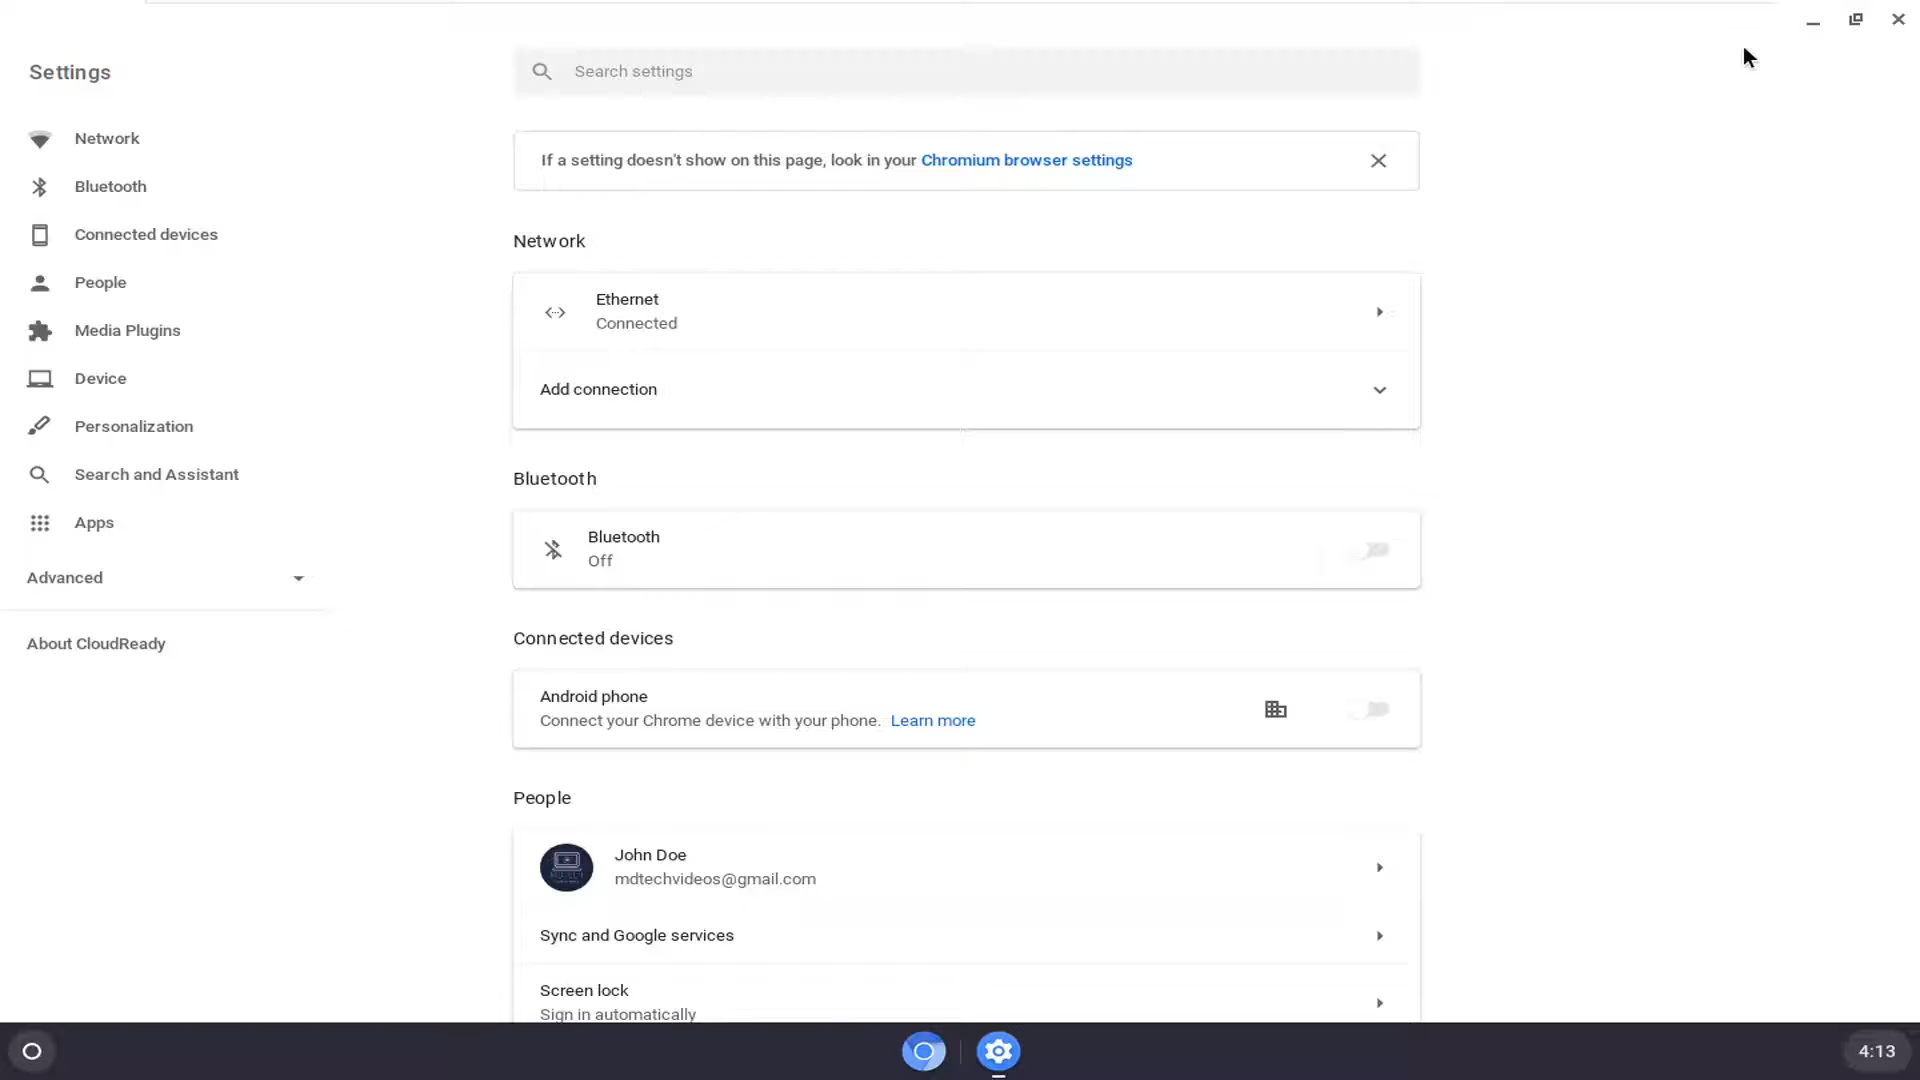 Settings
Search settings
Network
Bluetooth
Connected devices
People
Media Plugins
Device
Personalization
Search and Assistant
Apps
Advanced
About CloudReady
If a setting doesn't show on this page, look in your Chromium browser settings
Network
Ethernet
Connected
Add connection
Bluetooth
Bluetooth
Off
Connected devices
Android phone
Connect your Chrome device with your phone. Learn more
People
John Doe
mdtechvideos@gmail.com
Sync and Google services
Screen lock
Sign in automatically
4:13